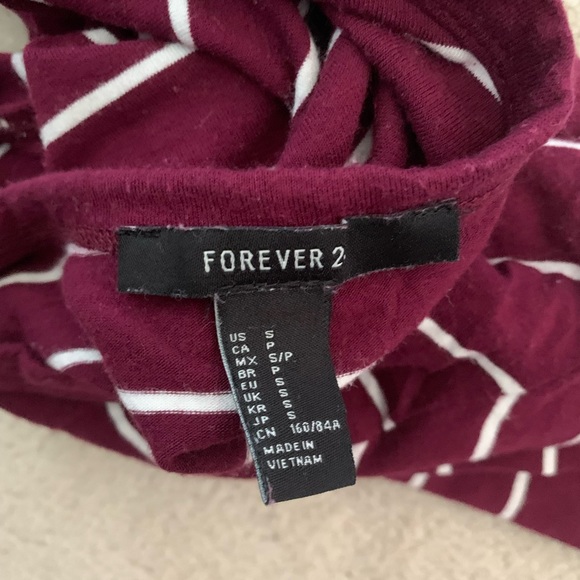 FOREVER 2
US S
CA P
MX S/P
BR P
EU S
UK S
KR S
JP S
CN 160/84A
MADE IN
VIETNAM